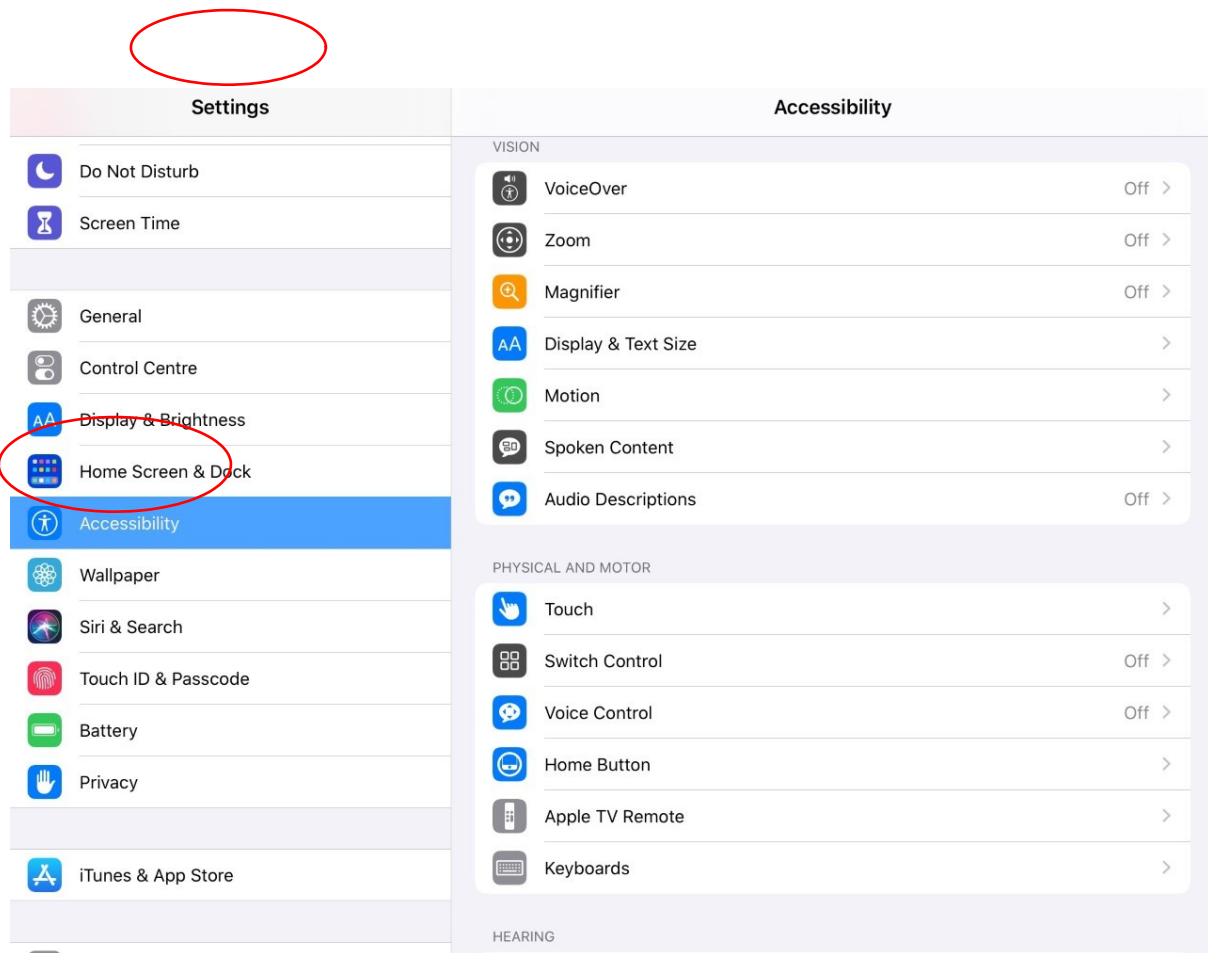 Settings
Do Not Disturb
Screen Time
General
Control Centre
AA Display & Brightness
Home Screen & Dock
Accessibility
Wallpaper
Siri & Search
Touch ID & Passcode
Battery
Privacy
iTunes & App Store
Accessibility
VISION
VoiceOver Off
Zoom Off
Magnifier Off
AA Display & Text Size
Motion
Spoken Content
Audio Descriptions Off
PHYSICAL AND MOTOR
Touch
Switch Control Off
Voice Control Off
Home Button
Apple TV Remote
Keyboards
HEARING